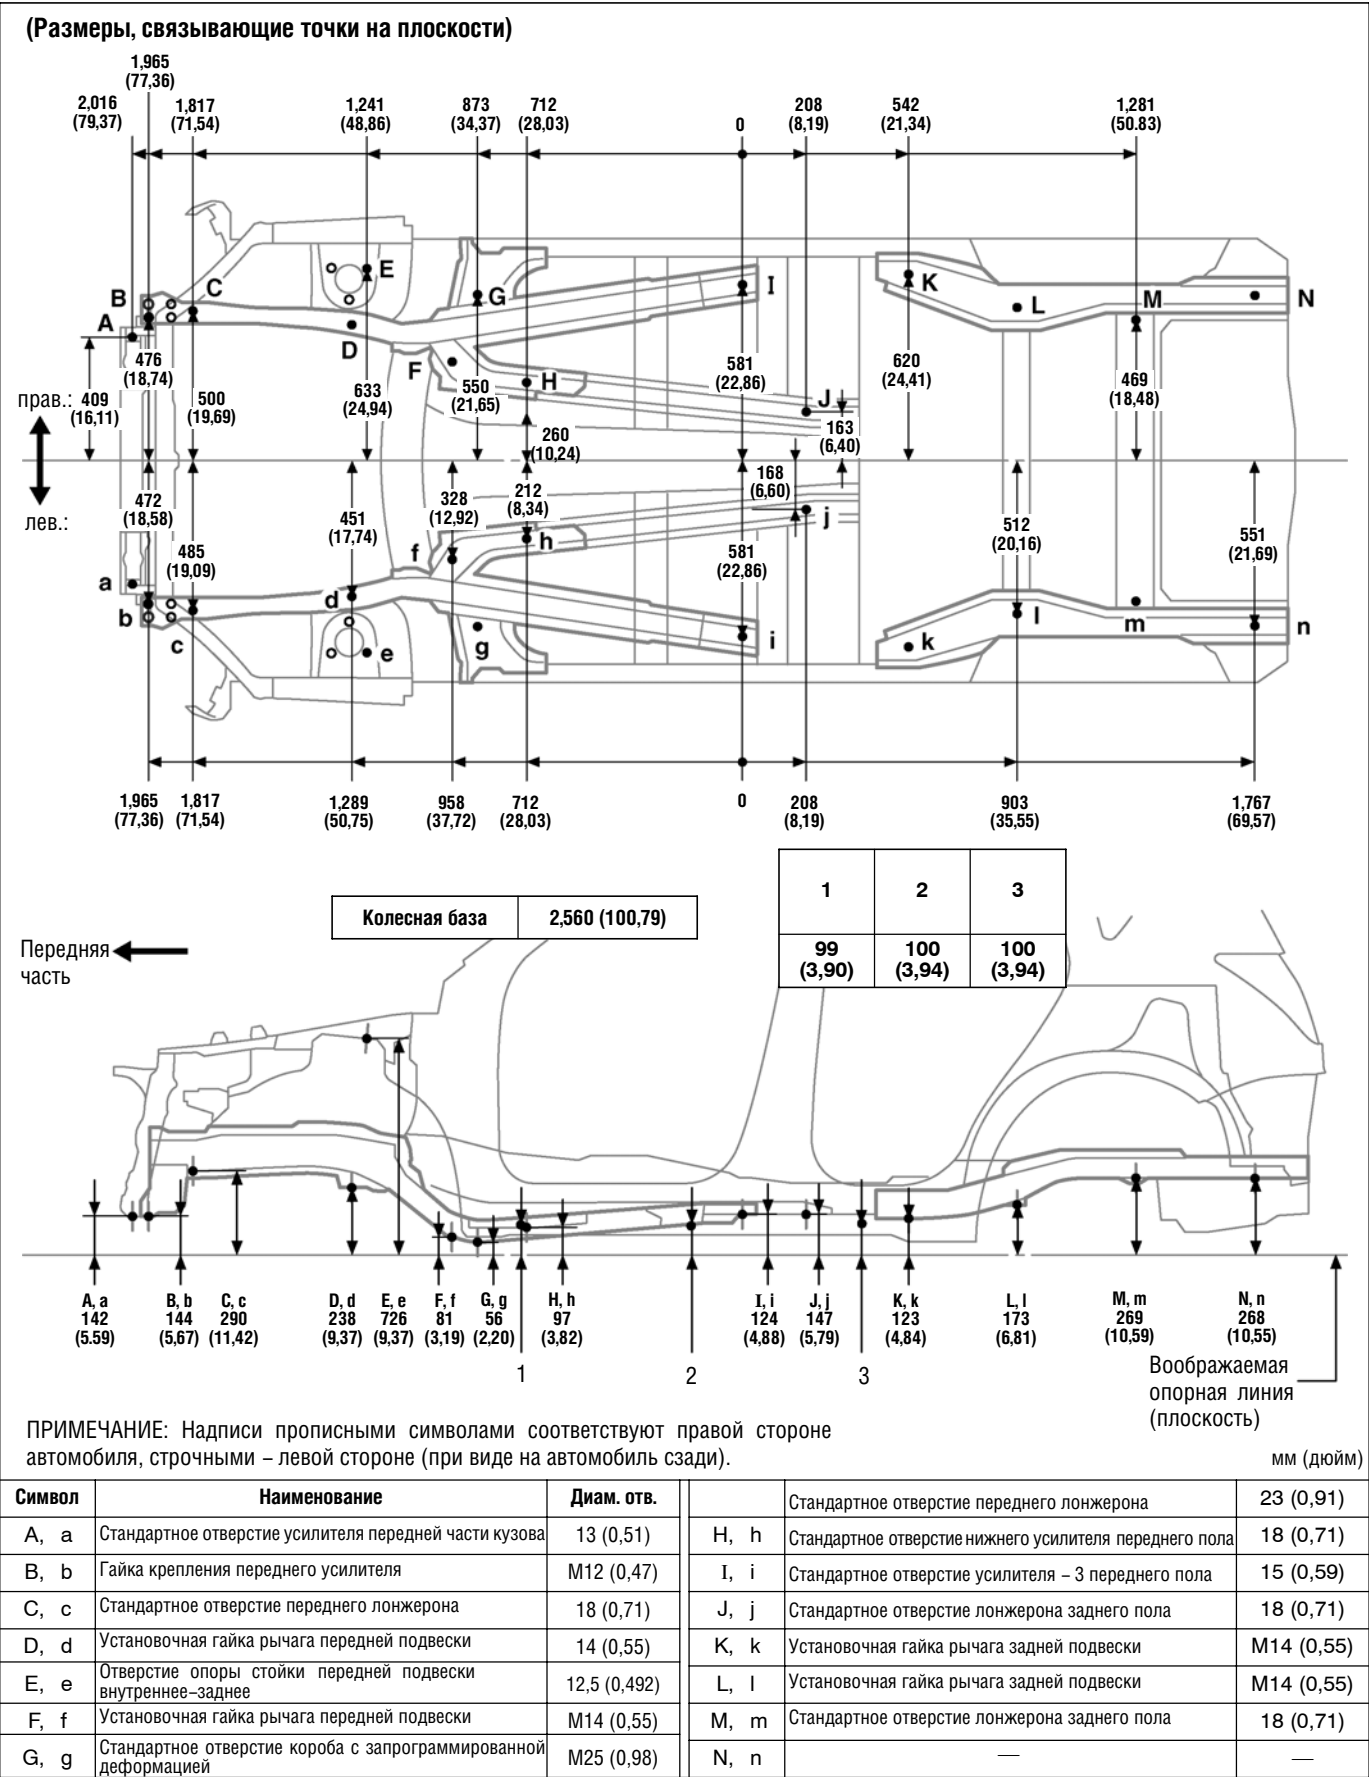 (Размеры, связывающие точки на плоскости)
1,965
(77,36)
2,016
(79,37)
1,817
(71,54)
1,241
(48,86)
873
(34,37)
712
(28,03)
0
208
(8,19)
542
(21,34)
1,281
(50.83)
A
B
C
D
E
F
G
H
I
J
K
L
M
N
прав.:
409
(16,11)
476
(18,74)
500
(19,69)
633
(24,94)
550
(21,65)
260
(10,24)
581
(22,86)
163
(6,40)
620
(24,41)
469
(18,48)
лев.:
472
(18,58)
485
(19,09)
451
(17,74)
328
(12,92)
212
(8,34)
168
(6,60)
581
(22,86)
512
(20,16)
551
(21,69)
a
b
c
d
e
f
g
h
i
j
k
l
m
n
1,965
(77,36)
1,817
(71,54)
1,289
(50,75)
958
(37,72)
712
(28,03)
0
208
(8,19)
903
(35,55)
1,767
(69,57)
Колесная база 2,560 (100,79)
1 2 3
99 100 100
(3,90) (3,94) (3,94)
Передняя
часть
A, a
142
(5.59)
B, b
144
(5,67)
C, c
290
(11,42)
D, d
238
(9,37)
E, e
726
(9,37)
F, f
81
(3,19)
G, g
56
(2,20)
H, h
97
(3,82)
I, i
124
(4,88)
J, j
147
(5,79)
K, k
123
(4,84)
L, l
173
(6,81)
M, m
269
(10,59)
N, n
268
(10,55)
1 2 3
Воображаемая
опорная линия
(плоскость)
ПРИМЕЧАНИЕ: Надписи прописными символами соответствуют правой стороне
автомобиля, строчными – левой стороне (при виде на автомобиль сзади).
мм (дюйм)
Символ Наименование Диам. отв.
A, a Стандартное отверстие усилителя передней части кузова 13 (0,51)
B, b Гайка крепления переднего усилителя M12 (0,47)
C, c Стандартное отверстие переднего лонжерона 18 (0,71)
D, d Установочная гайка рычага передней подвески 14 (0,55)
E, e Отверстие опоры стойки передней подвески
внутреннее–заднее 12,5 (0,492)
F, f Установочная гайка рычага передней подвески M14 (0,55)
G, g Стандартное отверстие короба с запрограммированной
деформацией M25 (0,98)
Стандартное отверстие переднего лонжерона 23 (0,91)
H, h Стандартное отверстие нижнего усилителя переднего пола 18 (0,71)
I, i Стандартное отверстие усилителя – 3 переднего пола 15 (0,59)
J, j Стандартное отверстие лонжерона заднего пола 18 (0,71)
K, k Установочная гайка рычага задней подвески M14 (0,55)
L, l Установочная гайка рычага задней подвески M14 (0,55)
M, m Стандартное отверстие лонжерона заднего пола 18 (0,71)
N, n — —